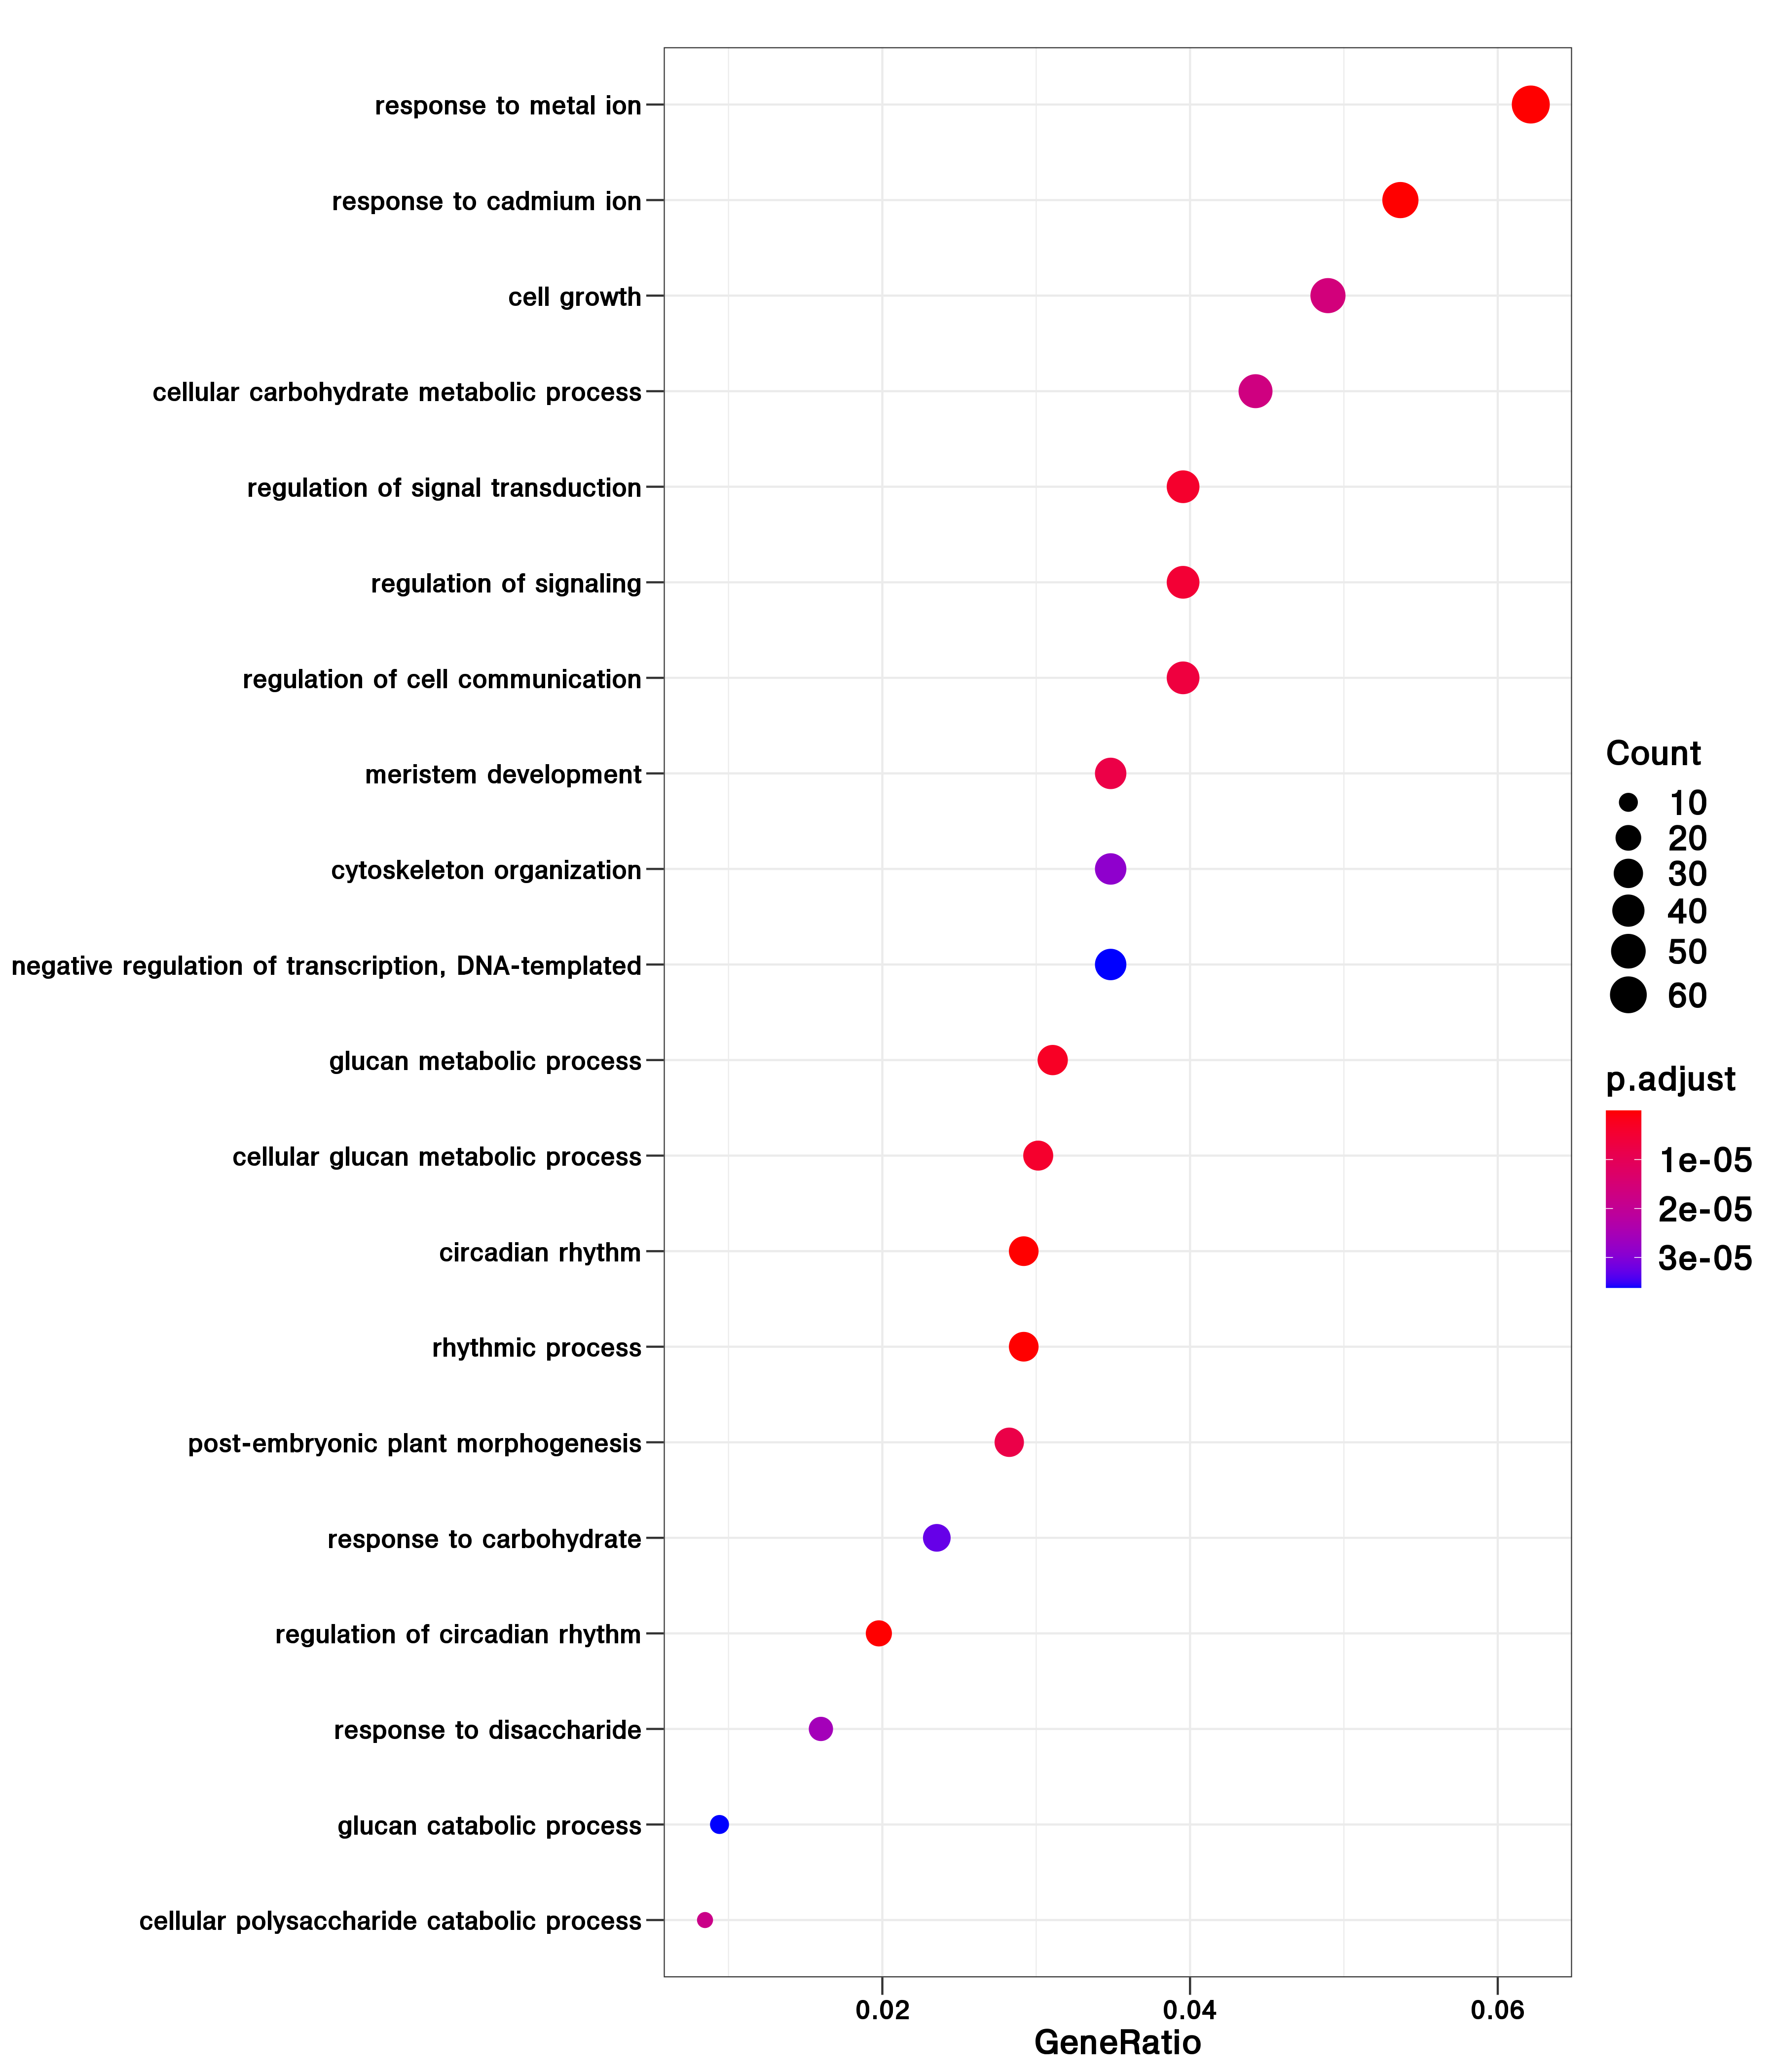 response to metal ion
response to cadmium ion
cell growth
cellular carbohydrate metabolic process
regulation of signal transduction
regulation of signaling
regulation of cell communication
meristem development
cytoskeleton organization
negative regulation of transcription, DNA-templated
glucan metabolic process
cellular glucan metabolic process
circadian rhythm
rhythmic process
post-embryonic plant morphogenesis
response to carbohydrate
regulation of circadian rhythm
response to disaccharide
glucan catabolic process
cellular polysaccharide catabolic process
0.02 0.04 0.06
GeneRatio
Count
10
20
30
40
50
60
p.adjust
1e-05
2e-05
3e-05